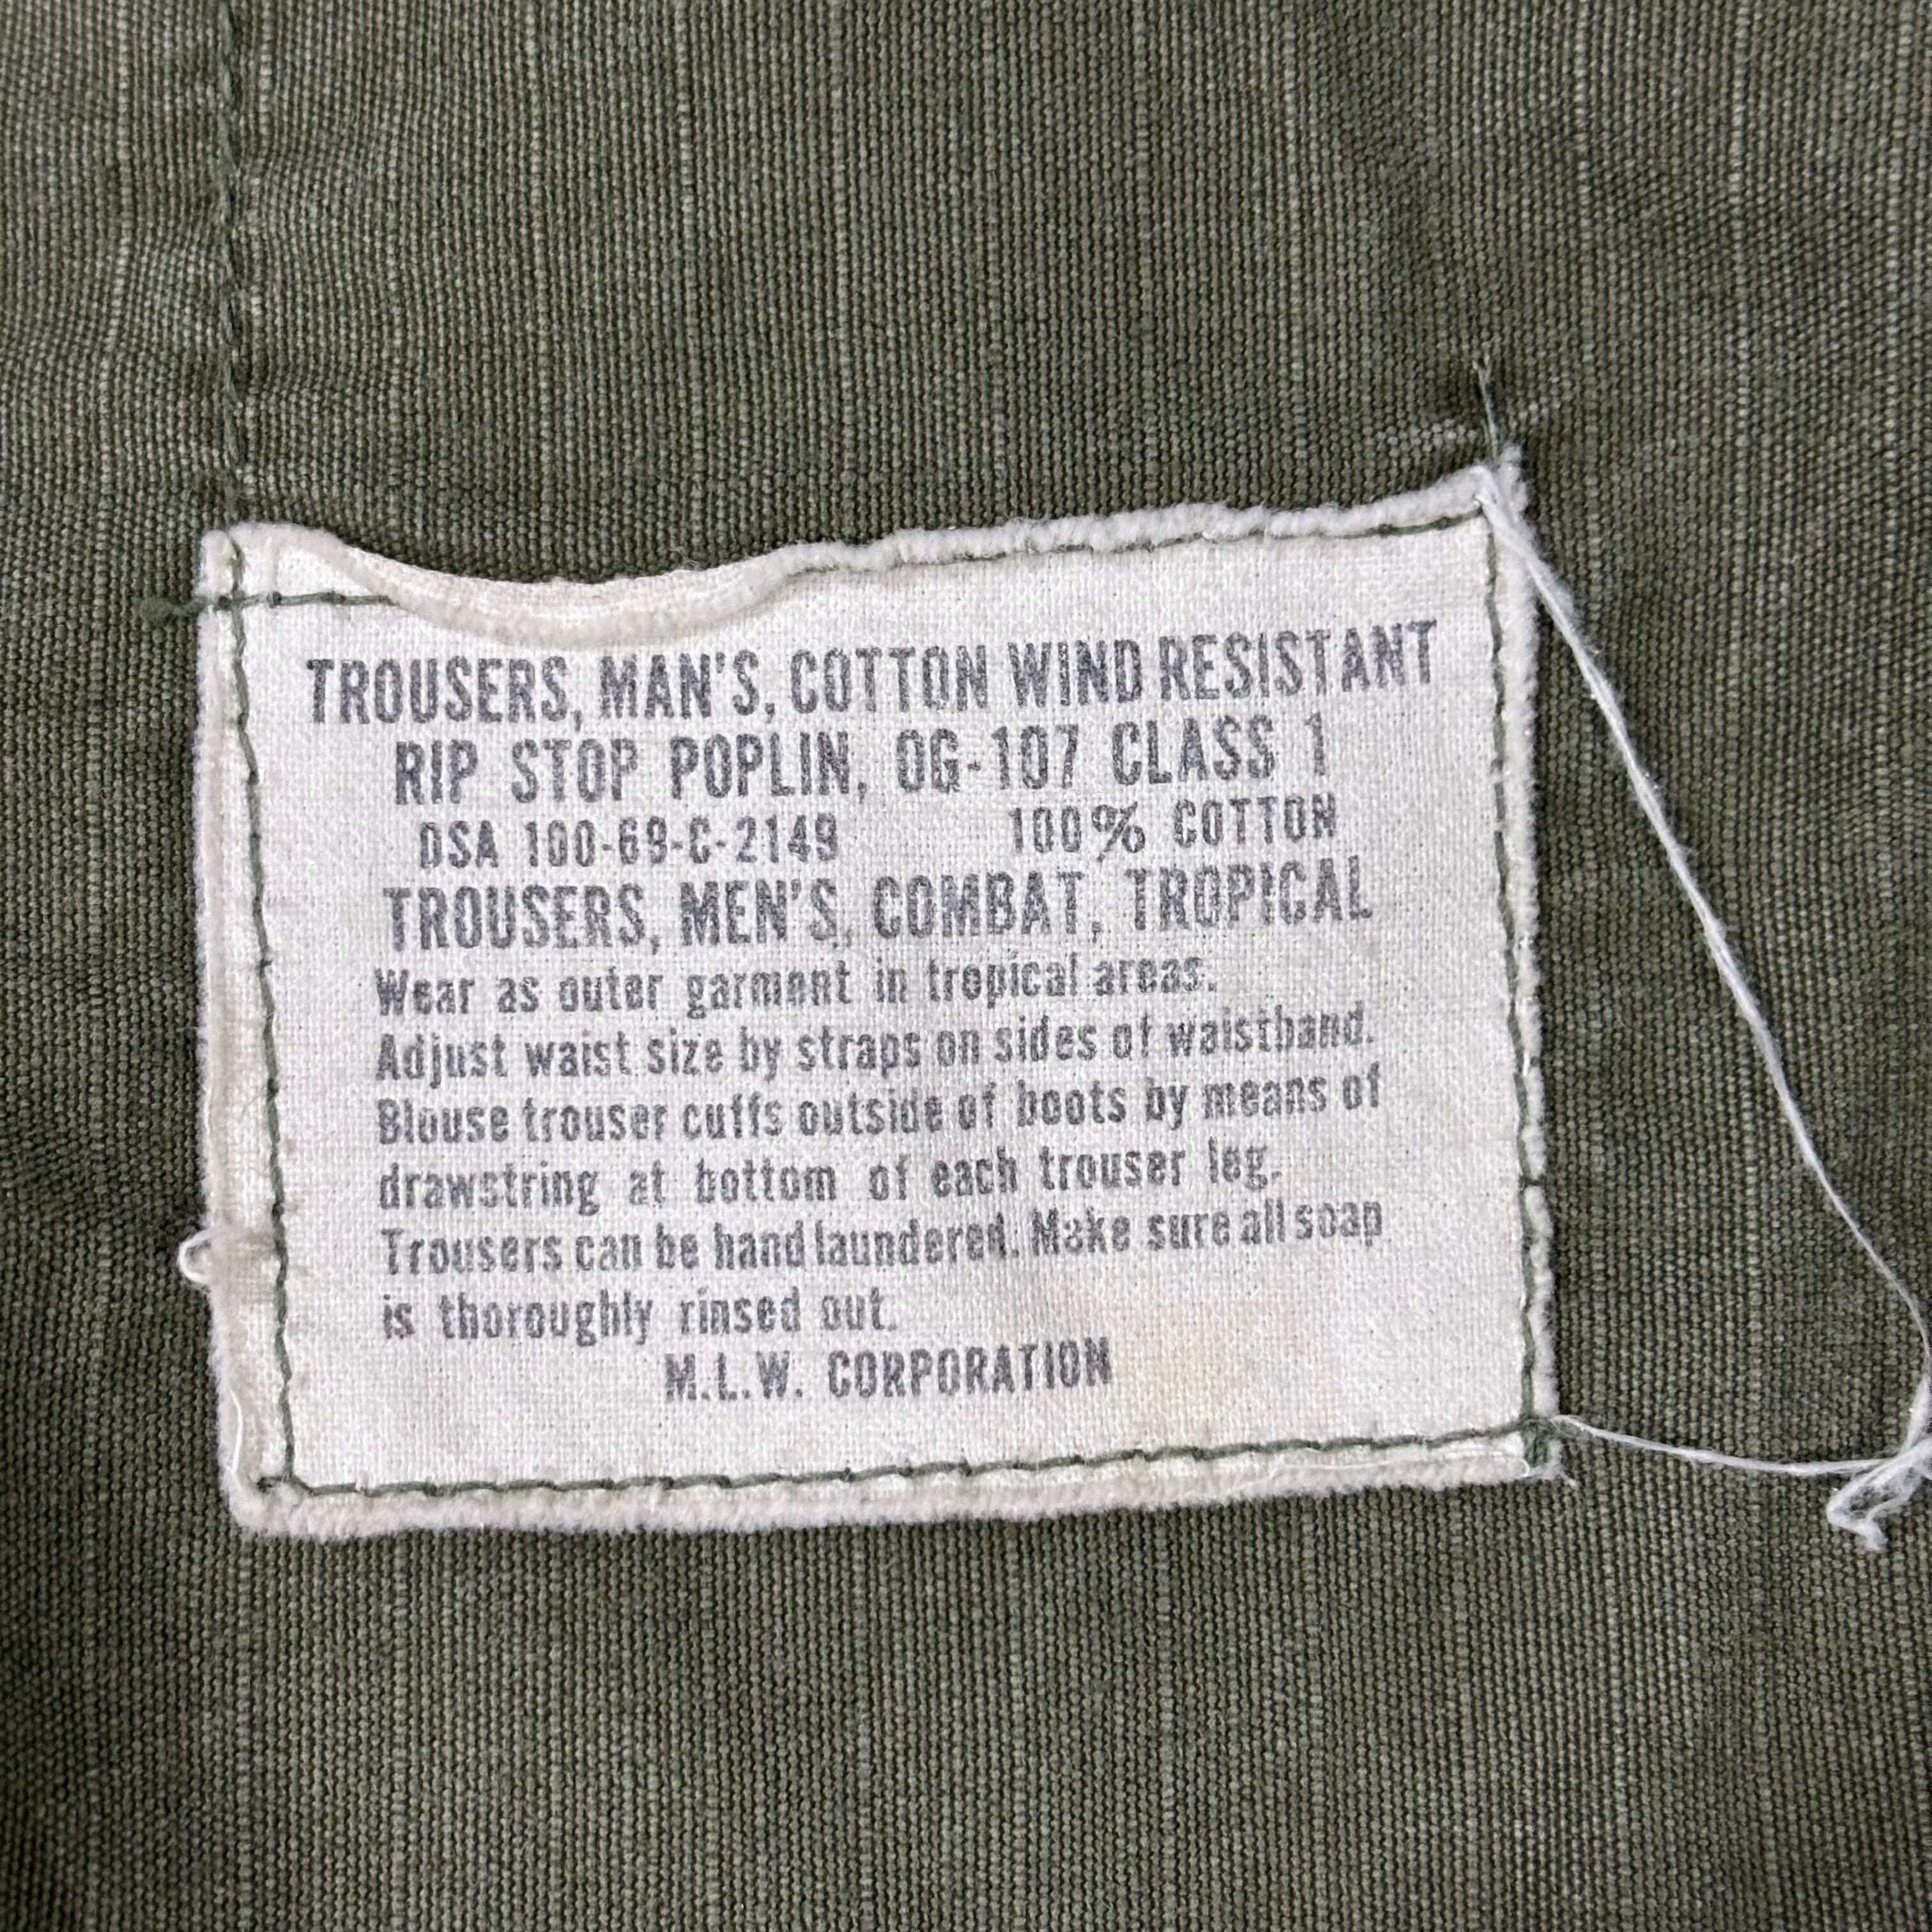 TROUSERS, MAN'S, COTTON WIND RESISTANT
RIP STOP POPLIN, OG-107 CLASS 1
DSA 100-69-C-2149 100% COTTON
TROUSERS, MEN'S, COMBAT, TROPICAL
Wear as outer garment in tropical areas.
Adjust waist size by straps on sides of waistband.
Blouse trouser cuffs outside of boots by means of
drawstring at bottom of each trouser leg.
Trousers can be hand laundered. Make sure all soap
is thoroughly rinsed out.
M.L.W. CORPORATION